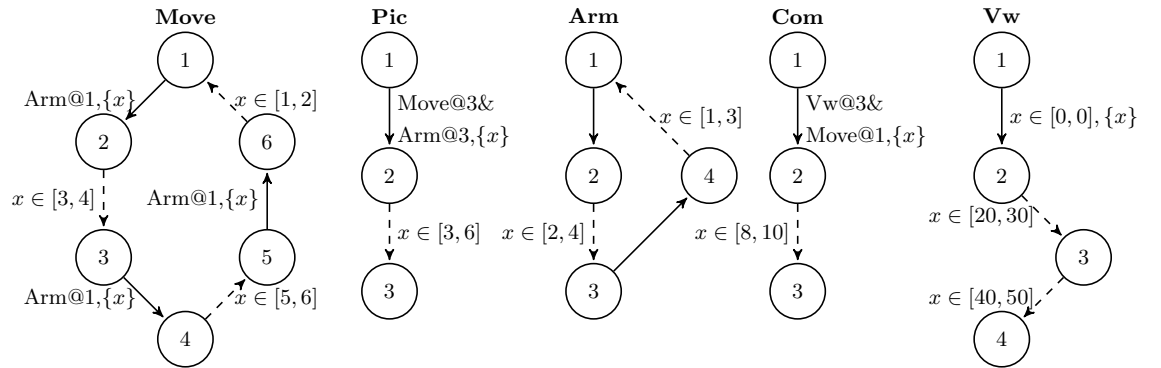 Move
1
Arm@1,{x}
x ∈ [1, 2]
2
6
x ∈ [3, 4]
Arm@1,{x}
3
5
Arm@1,{x}
x ∈ [5, 6]
4
Pic
1
Move@3&
Arm@3,{x}
2
x ∈ [3, 6]
3
Arm
1
x ∈ [1, 3]
2
4
x ∈ [2, 4]
3
Com
1
Vw@3&
Move@1,{x}
2
x ∈ [8, 10]
3
Vw
1
x ∈ [0, 0], {x}
2
x ∈ [20, 30]
3
x ∈ [40, 50]
4